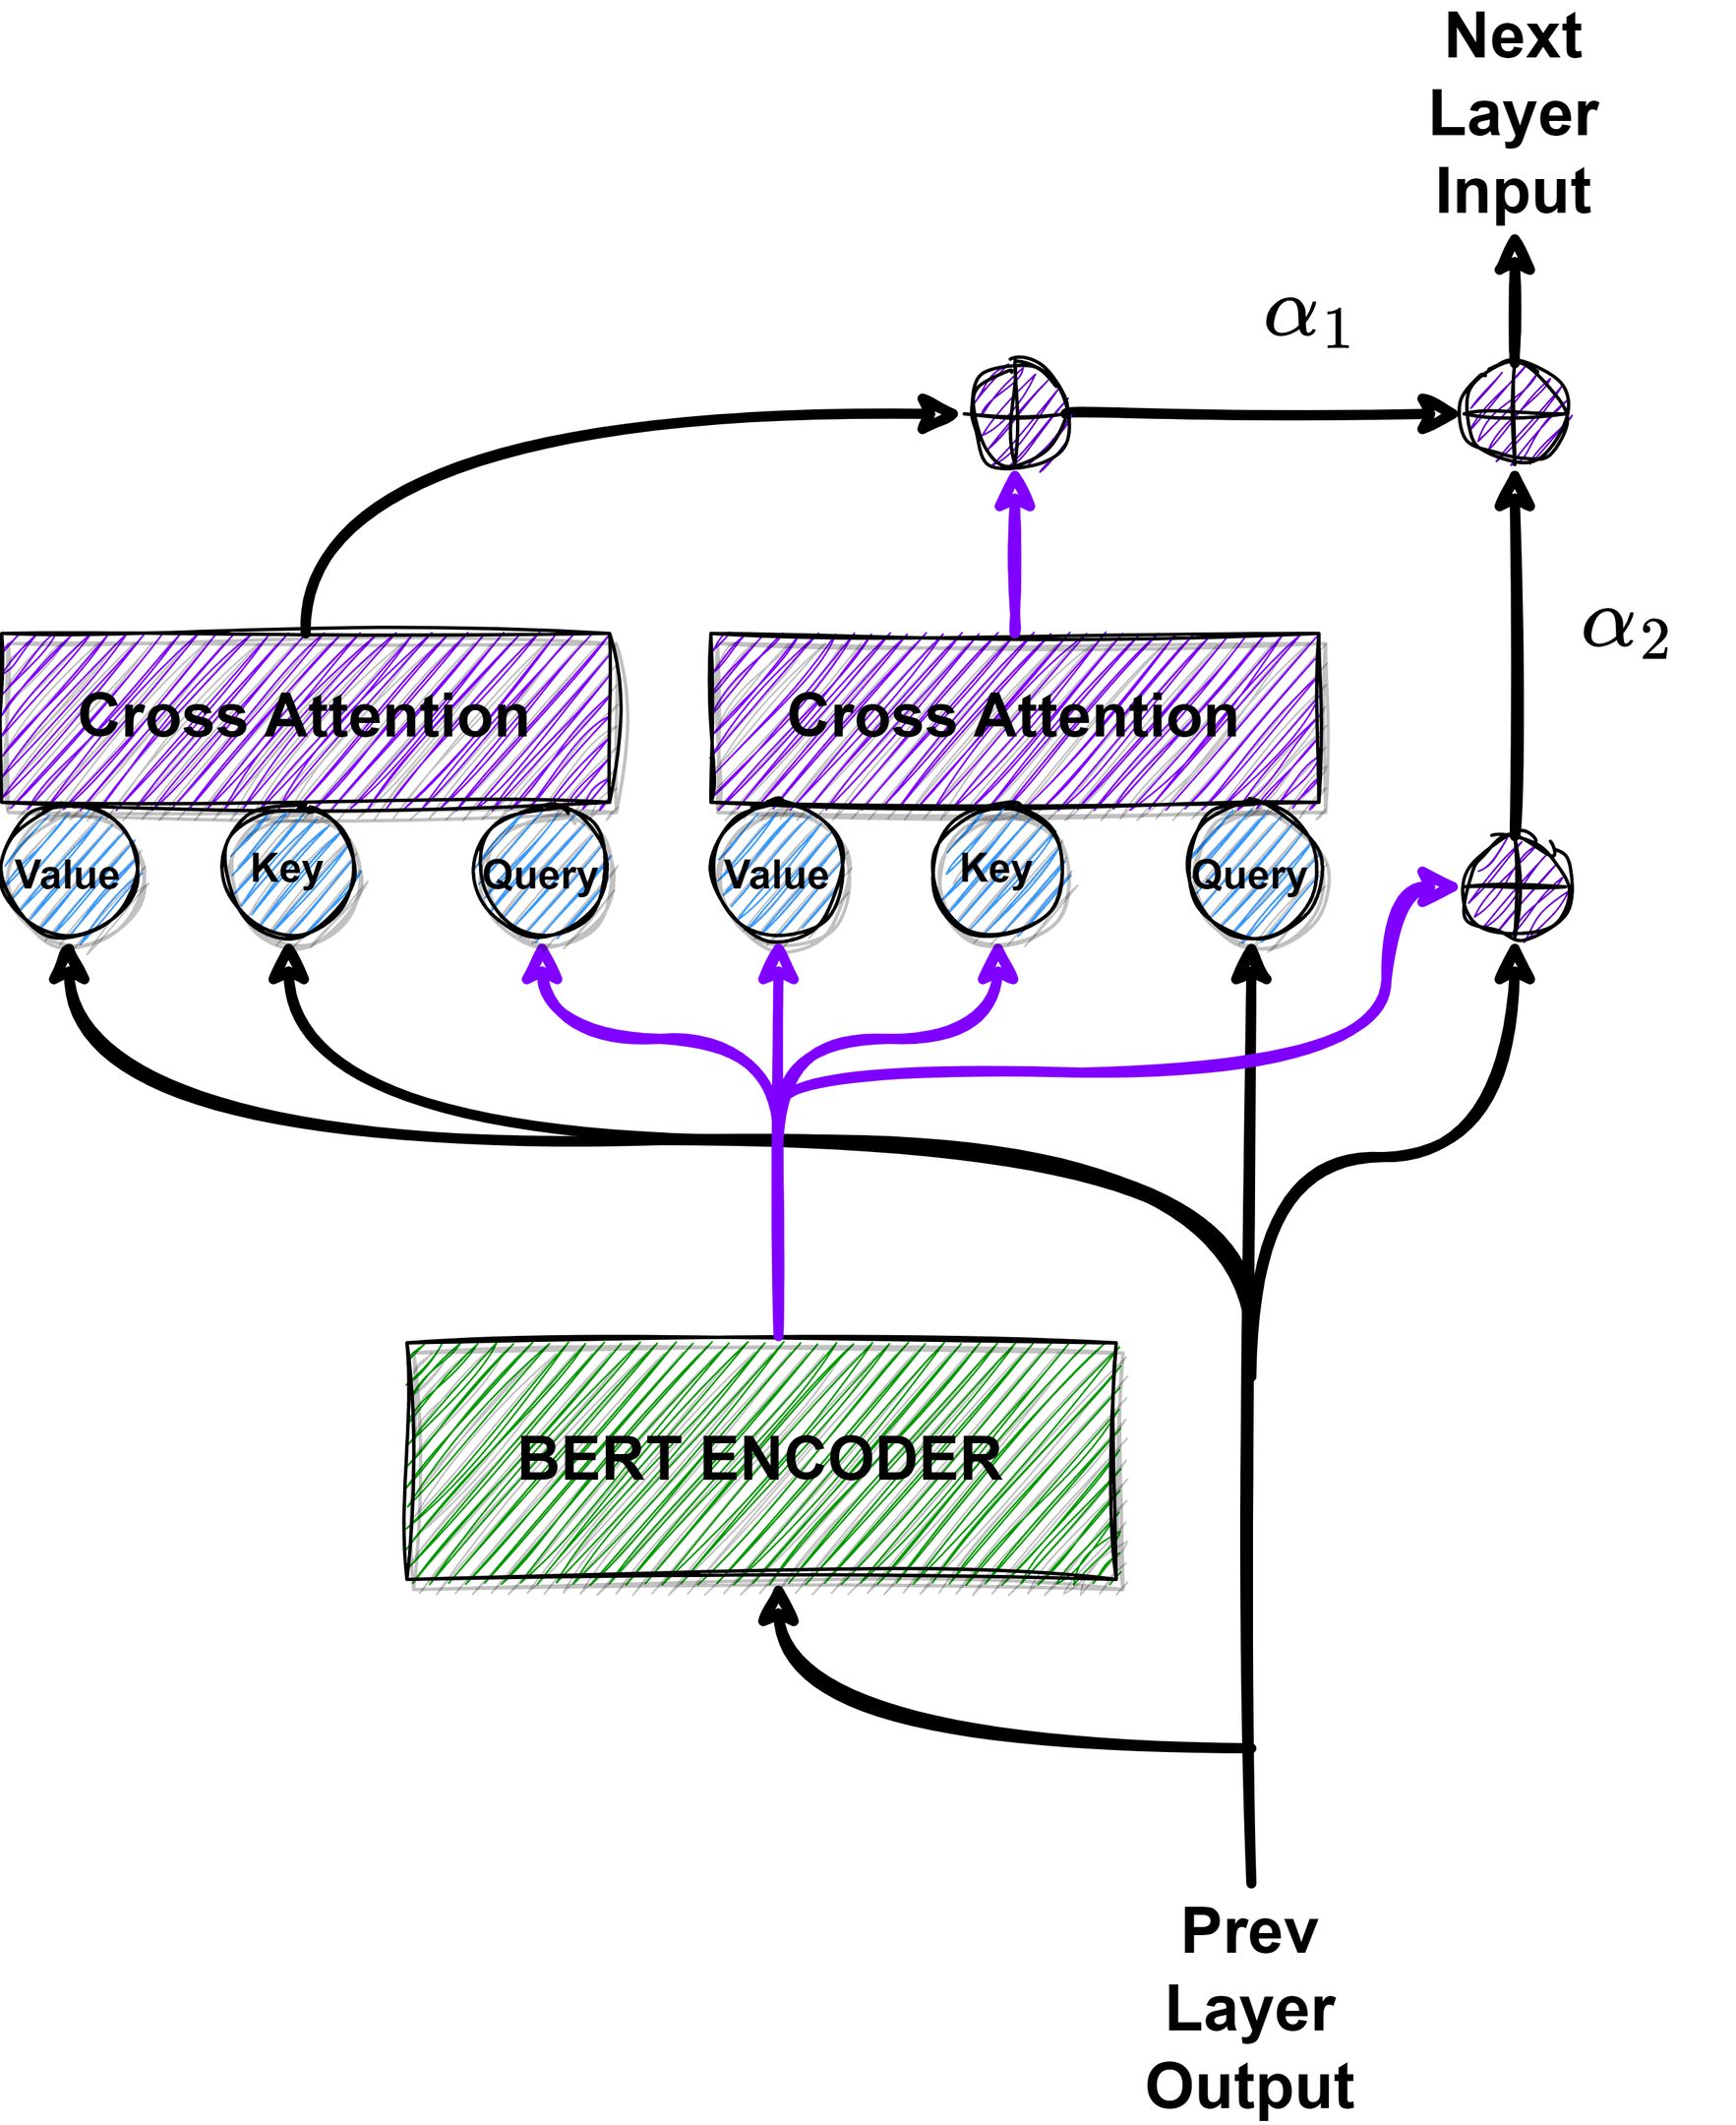 Next
Layer
Input
α1
α2
Cross Attention
Cross Attention
Value
Key
Query
Value
Key
Query
BERT ENCODER
Prev
Layer
Output